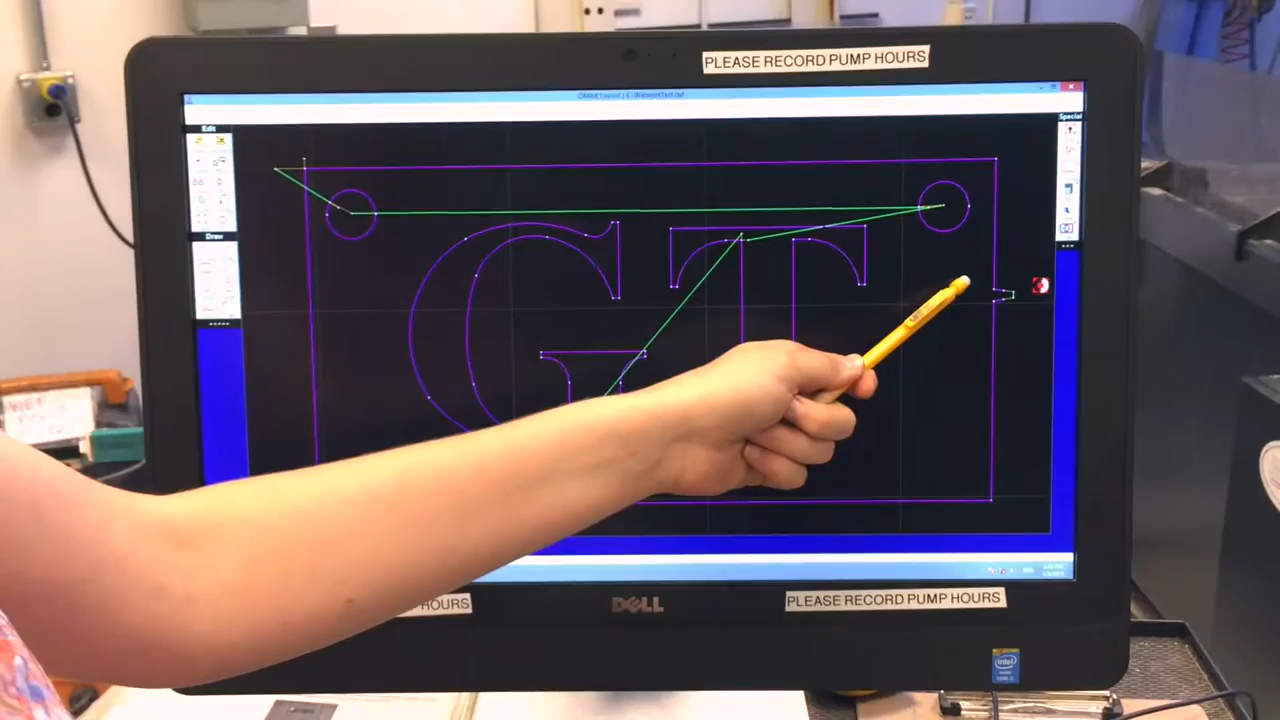 PLEASE RECORD PUMP HOURS
Edit
Special
Draw
GT
HOURS
DELL
PLEASE RECORD PUMP HOURS
intel